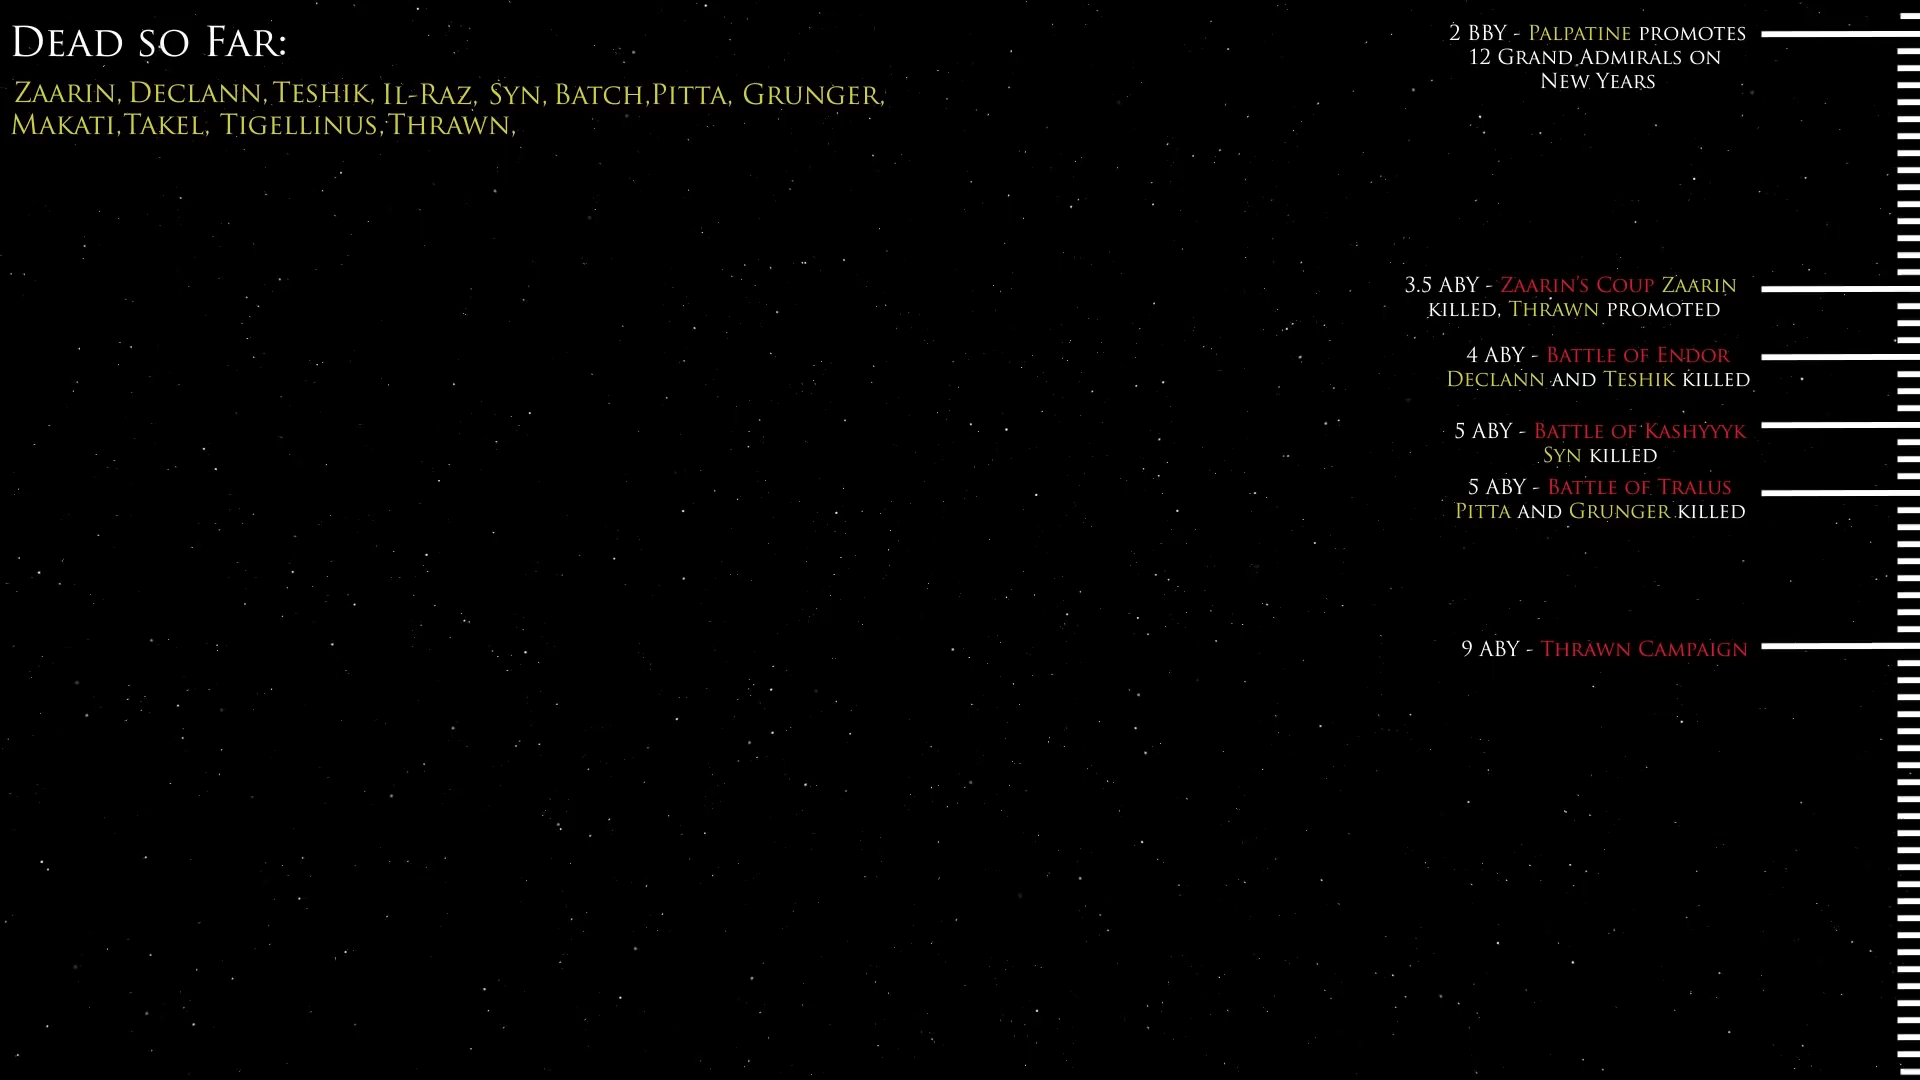 Dead so Far:
Zaarin, Declann, Teshik, Il-Raz, Syn, Batch, Pitta, Grunger,
Makati, Takel, Tigellinus, Thrawn,
2 BBY - Palpatine promotes
12 Grand Admirals on
New Years
3.5 ABY - Zaarin's Coup Zaarin
killed, Thrawn promoted
4 ABY - Battle of Endor
Declann and Teshik killed
5 ABY - Battle of Kashyyyk
Syn killed
5 ABY - Battle of Tralus
Pitta and Grunger killed
9 ABY - Thrawn Campaign